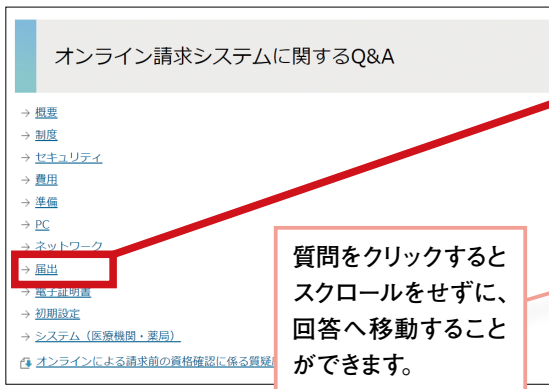 オンライン請求システムに関するQ&A
→ 概要
→ 制度
→ セキュリティ
→ 費用
→ 準備
→ PC
→ ネットワーク
→ 届出
→ 電子証明書
→ 初期設定
→ システム（医療機関・薬局）
オンラインによる請求前の資格確認に係る質疑
質問をクリックすると
スクロールをせずに、
回答へ移動すること
ができます。